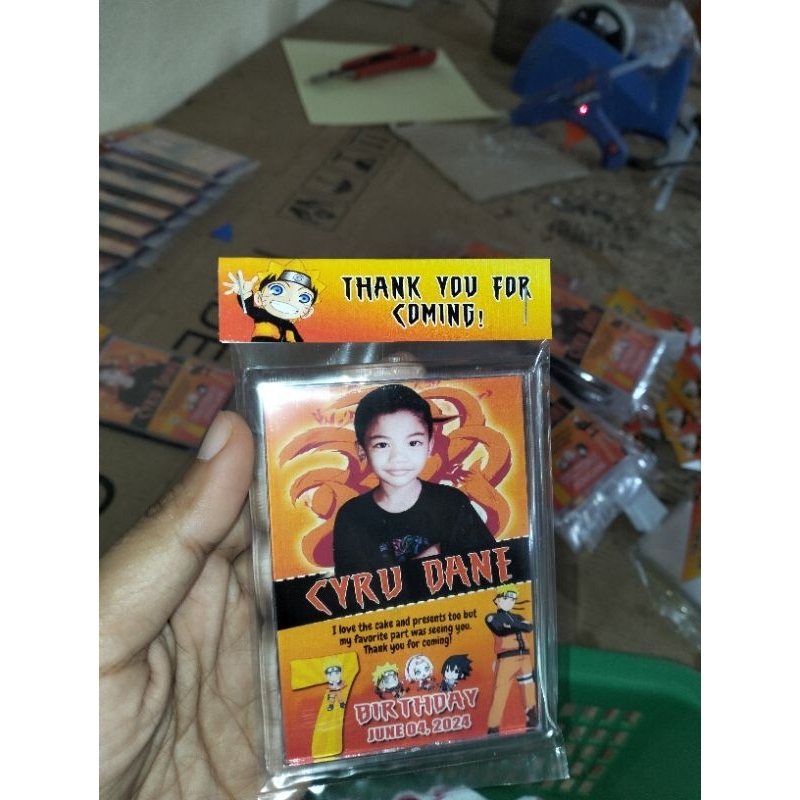 THANK YOU FOR
COMING!
CYRU DANE
I love the cake and presents too but
my favorite part was seeing you.
Thank you for coming!
7
BIRTHDAY
JUNE 04, 2024